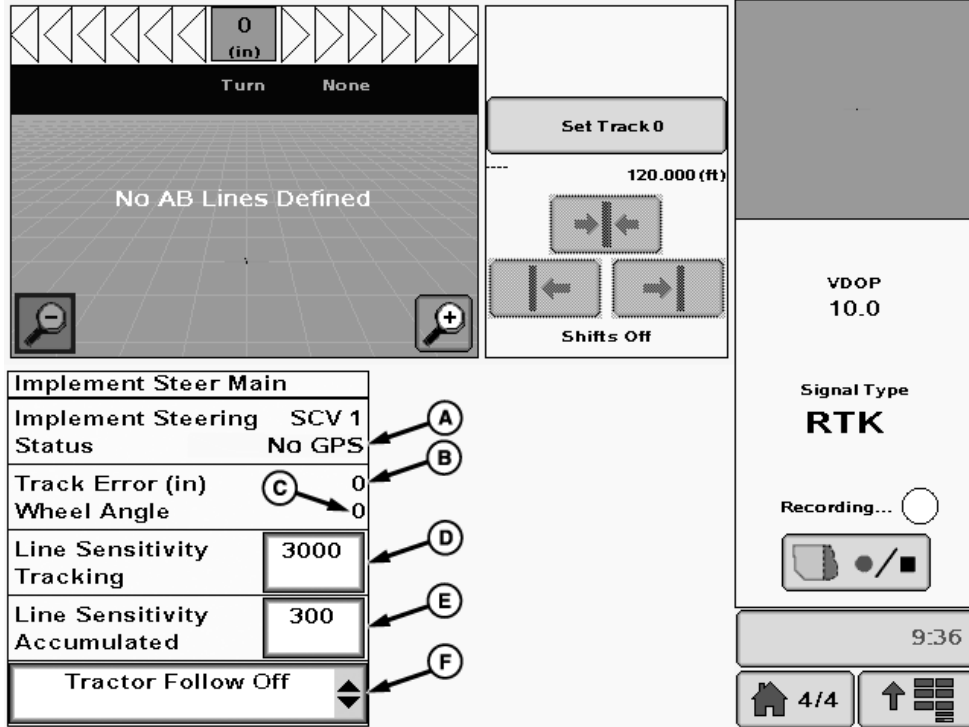 0
(in)
Turn None
No AB Lines Defined
Set Track 0
120.000 (ft)
Shifts Off
VDOP
10.0
Signal Type
RTK
Recording...
9:36
4/4
Implement Steer Main
Implement Steering SCV 1
Status No GPS
A
Track Error (in) 0
B
Wheel Angle 0
C
Line Sensitivity
Tracking
3000
D
Line Sensitivity
Accumulated
300
E
Tractor Follow Off
F